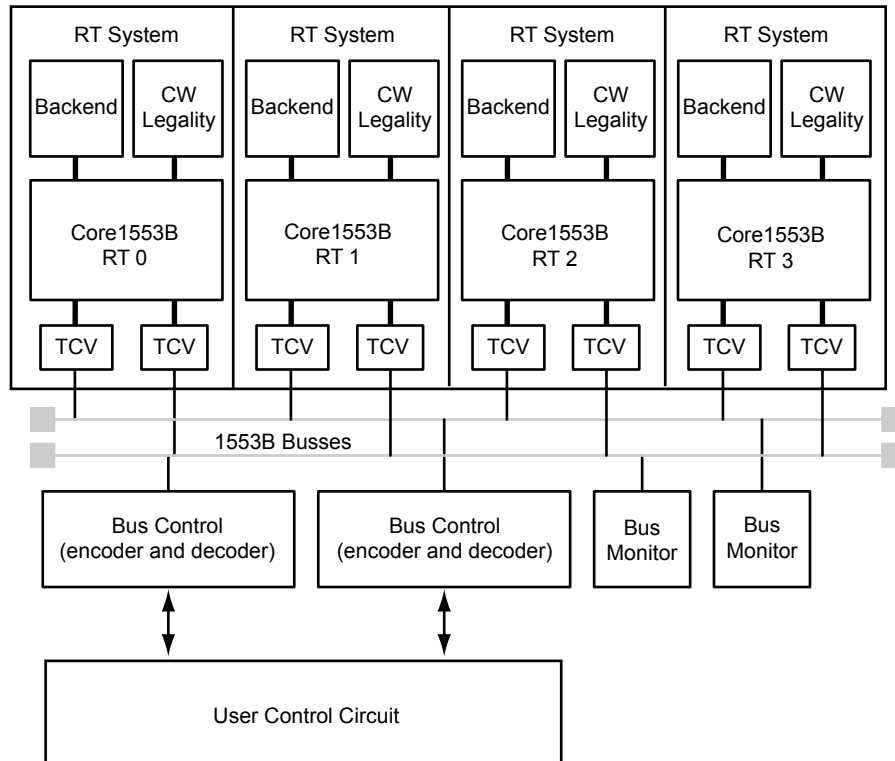 RT System
RT System
RT System
RT System
Backend
CW
Legality
Backend
CW
Legality
Backend
CW
Legality
Backend
CW
Legality
Core1553B
RT 0
Core1553B
RT 1
Core1553B
RT 2
Core1553B
RT 3
TCV
TCV
TCV
TCV
TCV
TCV
TCV
TCV
1553B Busses
Bus Control
(encoder and decoder)
Bus Control
(encoder and decoder)
Bus
Monitor
Bus
Monitor
User Control Circuit